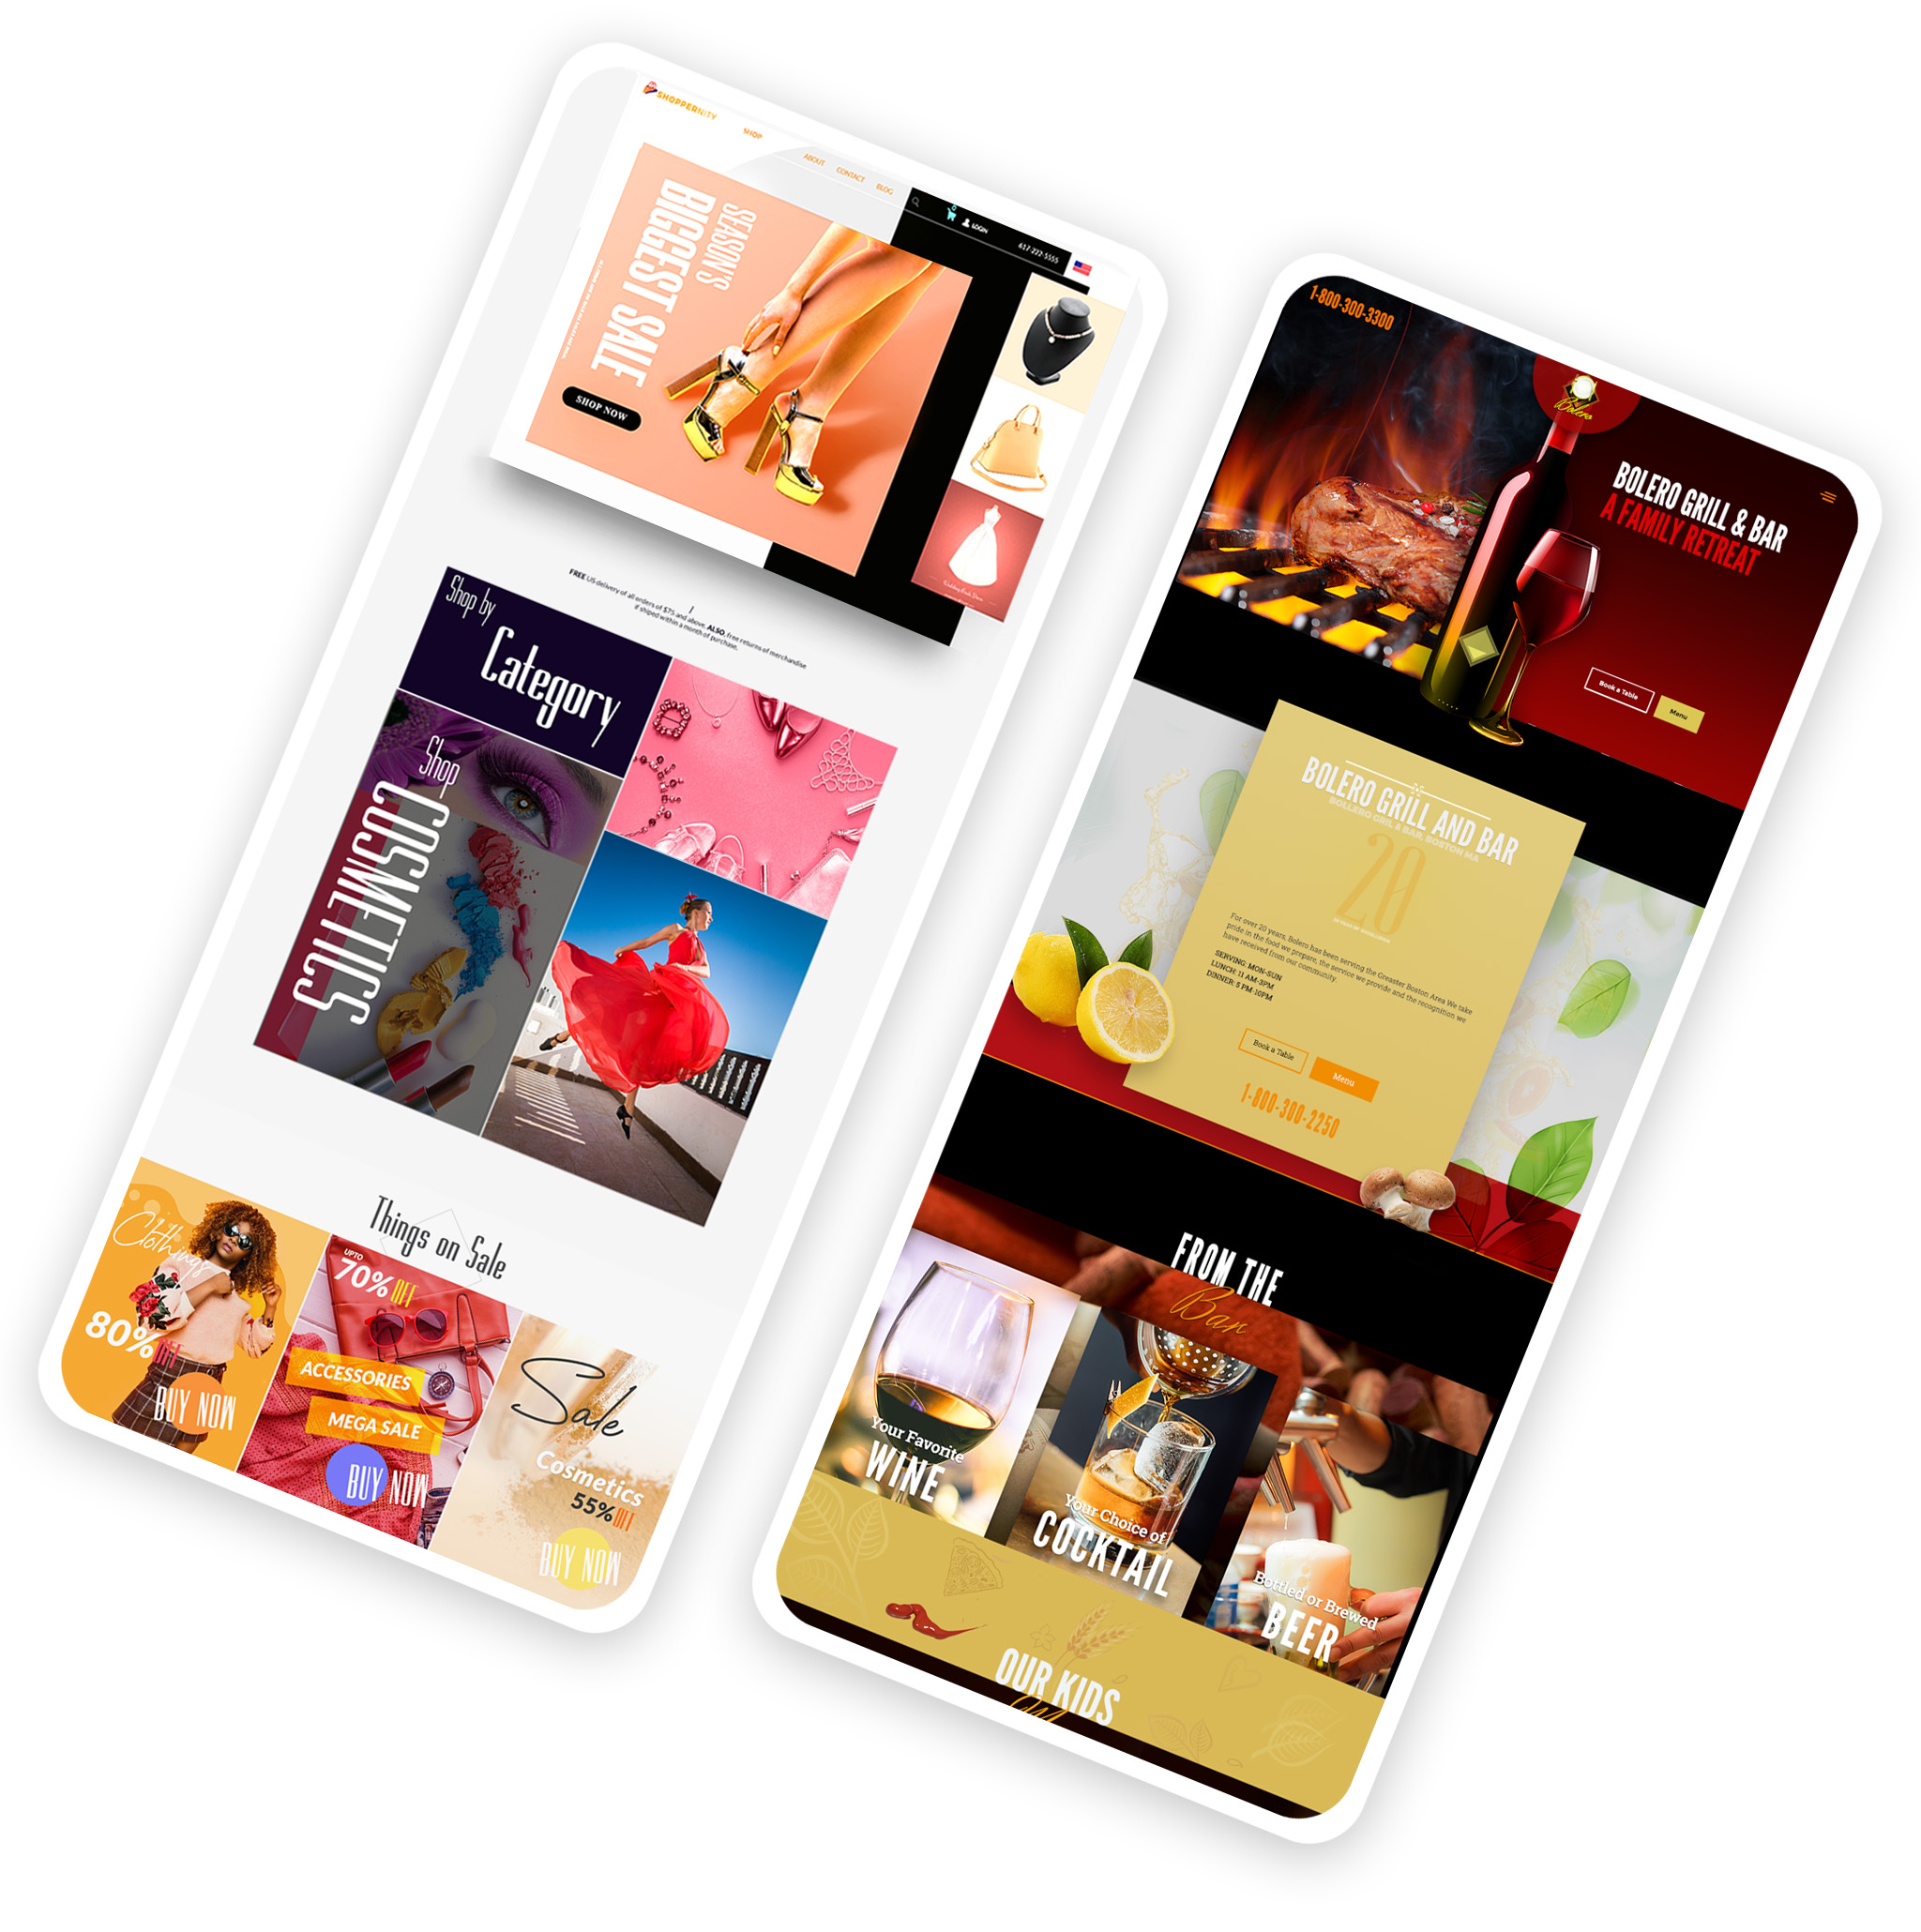 SHOPPERNITY
SHOP
ABOUT
CONTACT
BLOG
LOGIN
617-222-5555
SEASON'S
BIGGEST SALE
SHOP NOW
FREE US delivery of all orders of $75 and above. ALSO, free returns of merchandise
if shipped within a month of purchase.
Shop by
Category
Shop
COSMETICS
Things on Sale
Clothings
80% OFF
BUY NOW
UPTO
70% OFF
ACCESSORIES
MEGA SALE
BUY NOW
Sale
Cosmetics
55% OFF
BUY NOW
1-800-300-3300
Bolero
BOLERO GRILL & BAR
A FAMILY RETREAT
Book a Table
Menu
BOLERO GRILL AND BAR
BOLLERO GRIL & BAR, BOSTON MA
20
For over 20 years, Bolero has been serving the Greaster Boston Area We take
pride in the food we prepare, the service we provide and the recognition we
have received from our community.
SERVING: MON-SUN
LUNCH: 11 AM-3PM
DINNER: 5 PM-10PM
Book a Table
Menu
1-800-300-2250
FROM THE
Bar
Your Favorite
WINE
Your Choice of
COCKTAIL
Bottled or Brewed
BEER
OUR KIDS